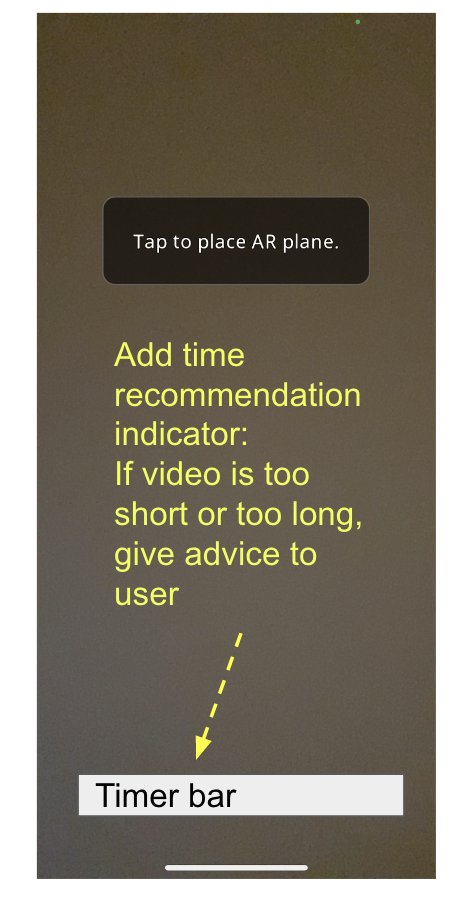 Tap to place AR plane.
Add time
recommendation
indicator:
If video is too
short or too long,
give advice to
user
Timer bar